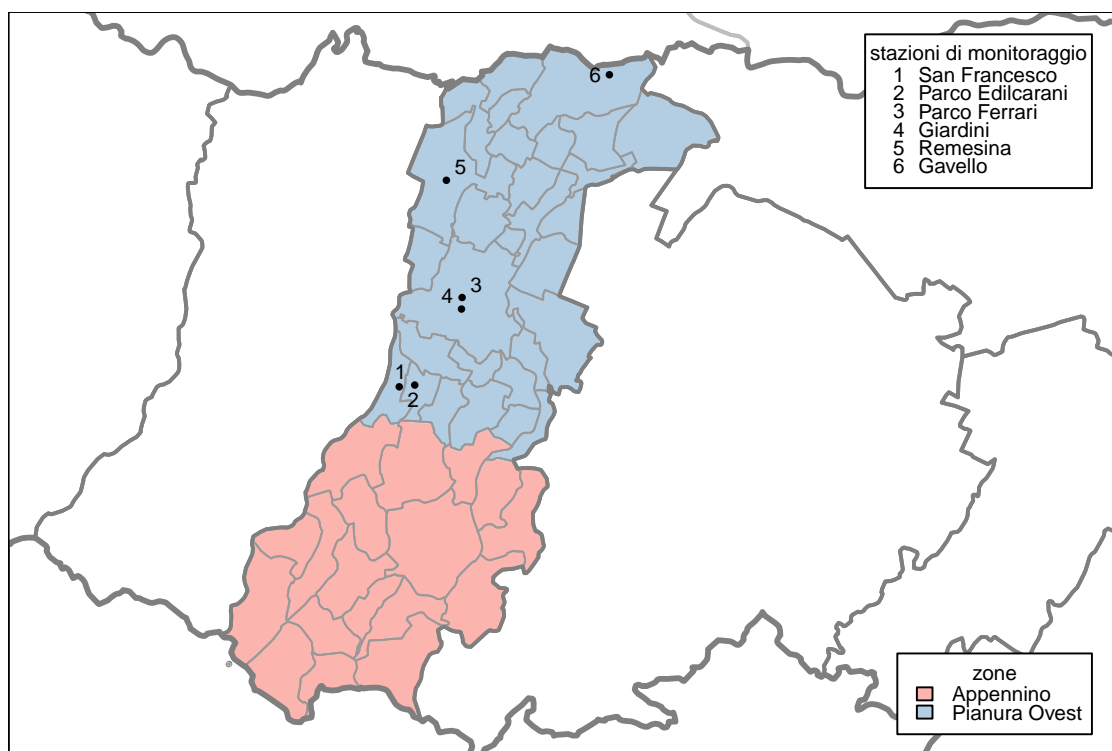 stazioni di monitoraggio
1 San Francesco
2 Parco Edilcarani
3 Parco Ferrari
4 Giardini
5 Remesina
6 Gavello
6
5
3
4
1
2
zone
Appennino
Pianura Ovest